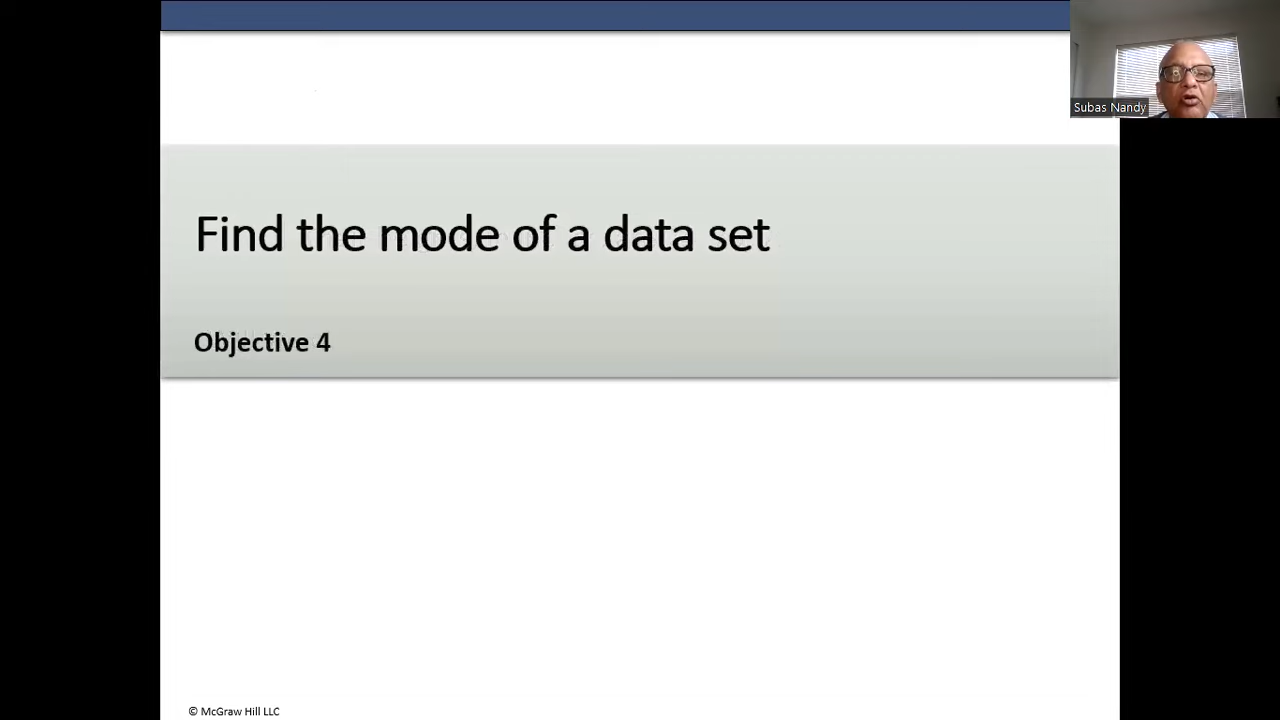 Subas Nandy
Find the mode of a data set
Objective 4
© McGraw Hill LLC